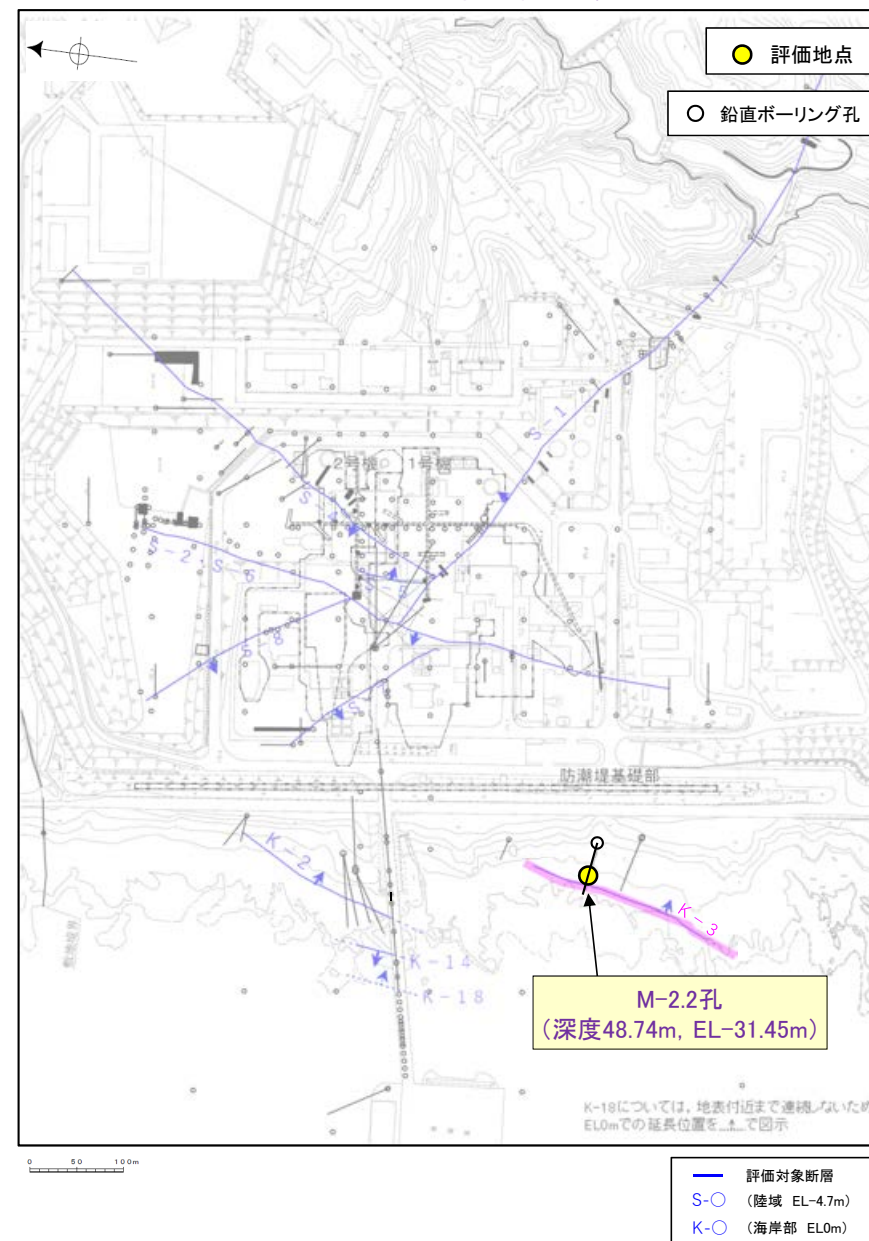 評価地点
鉛直ボーリング孔
S-1
2号機
1号機
S-4
S-2・S-6
S-5
S-8
S-7
防潮堤基礎部
K-2
K-3
K-14
K-18
敷地境界
M-2.2孔
(深度48.74m, EL-31.45m)
K-18については，地表付近まで連続しないため
EL0mでの延長位置を…で図示
0 50 100m
評価対象断層
S-○ (陸域 EL-4.7m)
K-○ (海岸部 EL0m)